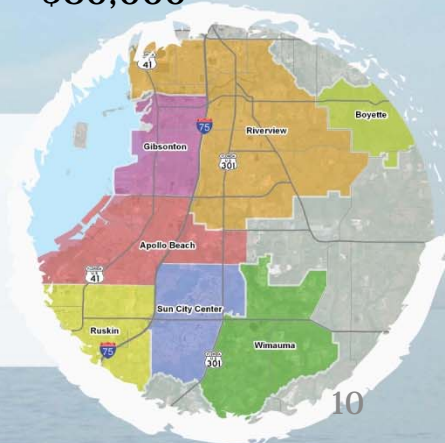 41
Boyette
75
Riverview
Gibsonton
301
Apollo Beach
41
Sun City Center
Ruskin
75
Wimauma
301
10